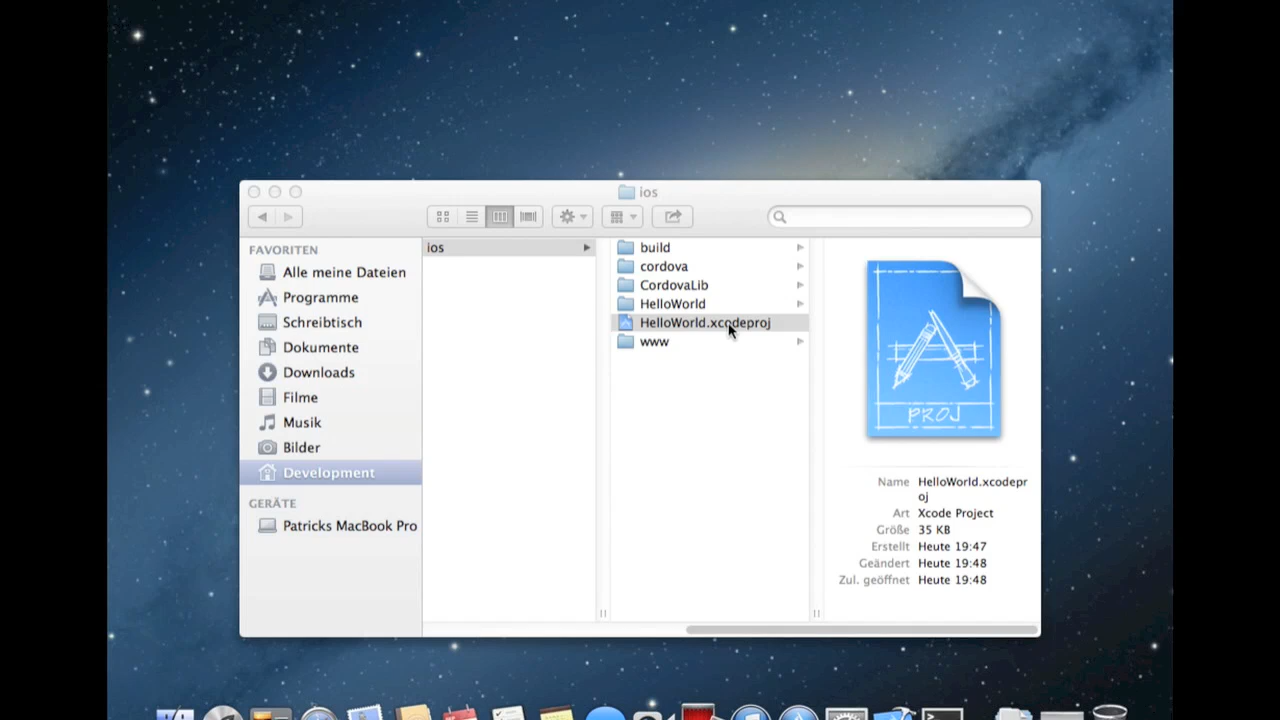 ios
FAVORITEN
Alle meine Dateien
Programme
Schreibtisch
Dokumente
Downloads
Filme
Musik
Bilder
Development
GERÄTE
Patricks MacBook Pro
ios
build
cordova
CordovaLib
HelloWorld
HelloWorld.xcodeproj
www
PROJ
Name HelloWorld.xcodepr
oj
Art Xcode Project
Größe 35 KB
Erstellt Heute 19:47
Geändert Heute 19:48
Zul. geöffnet Heute 19:48